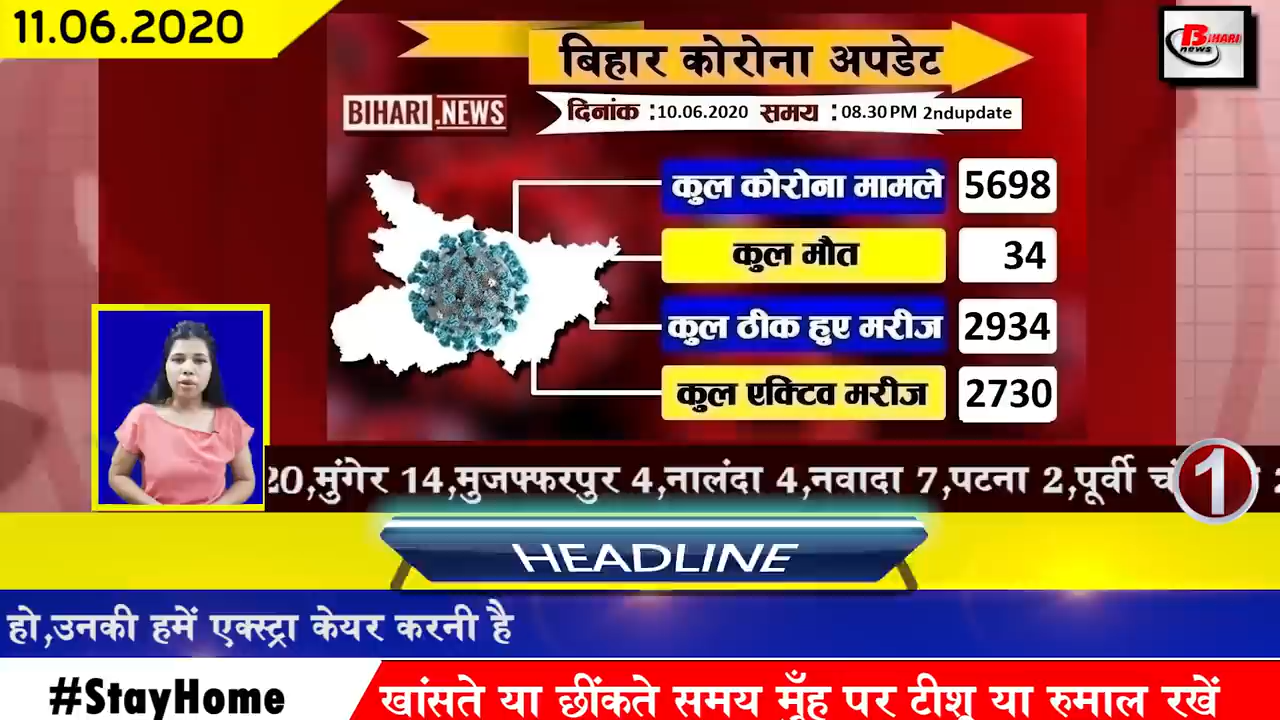 11.06.2020
बिहार कोरोना अपडेट
BIHARI NEWS
BIHARI.NEWS
दिनांक :10.06.2020 समय :08.30 PM 2ndupdate
कुल कोरोना मामले 5698
कुल मौत 34
कुल ठीक हुए मरीज 2934
कुल एक्टिव मरीज 2730
20,मुंगेर 14,मुजफ्फरपुर 4,नालंदा 4,नवादा 7,पटना 2,पूर्वी
1
HEADLINE
हो,उनकी हमें एक्स्ट्रा केयर करनी है
#StayHome
खांसते या छींकते समय मूँह पर टीशू या रुमाल रखें